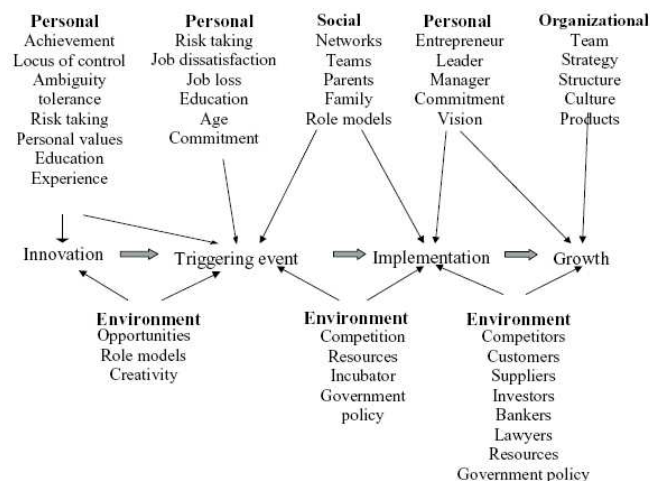 Personal
Achievement
Locus of control
Ambiguity
tolerance
Risk taking
Personal values
Education
Experience
Personal
Risk taking
Job dissatisfaction
Job loss
Education
Age
Commitment
Social
Networks
Teams
Parents
Family
Role models
Personal
Entrepreneur
Leader
Manager
Commitment
Vision
Organizational
Team
Strategy
Structure
Culture
Products
Innovation
Triggering event
Implementation
Growth
Environment
Opportunities
Role models
Creativity
Environment
Competition
Resources
Incubator
Government
policy
Environment
Competitors
Customers
Suppliers
Investors
Bankers
Lawyers
Resources
Government policy